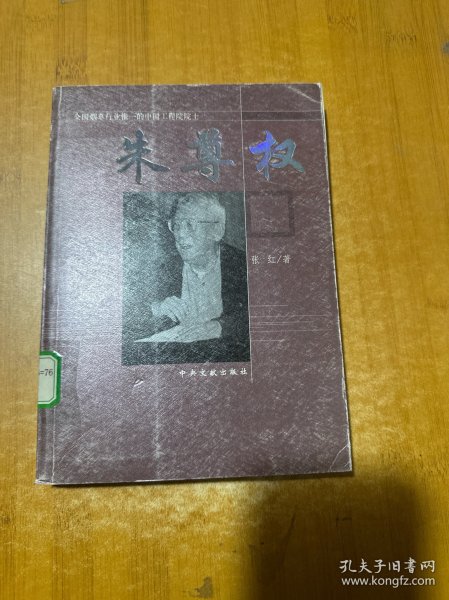 全国烟草行业惟一的中国工程院院士
朱尊权
张 红/著
中央文献出版社
=76
孔夫子旧书网
www.kongfz.com